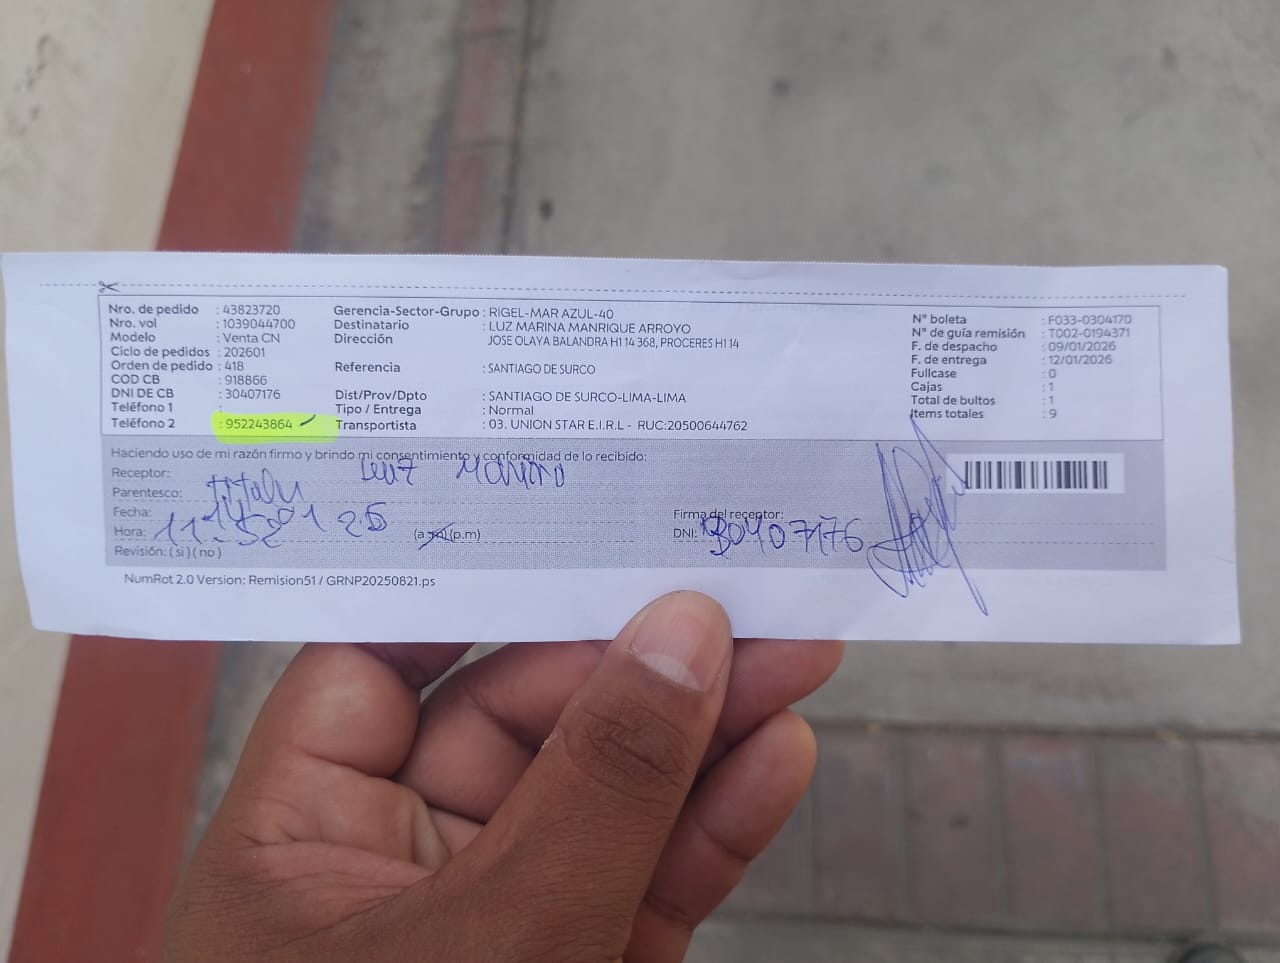 Nro. de pedido : 43823720
Nro. vol : 1039044700
Modelo : Venta CN
Ciclo de pedidos : 202601
Orden de pedido : 418
COD CB : 918866
DNI DE CB : 30407176
Teléfono 1 :
Teléfono 2 : 952243864
Gerencia-Sector-Grupo : RIGEL-MAR AZUL-40
Destinatario : LUZ MARINA MANRIQUE ARROYO
Dirección JOSE OLAYA BALANDRA H1 14 368, PROCERES H1 14
Referencia : SANTIAGO DE SURCO
Dist/Prov/Dpto : SANTIAGO DE SURCO-LIMA-LIMA
Tipo / Entrega : Normal
Transportista : 03. UNION STAR E.I.R.L - RUC:20500644762
N° boleta : F033-0304170
N° de guía remisión : T002-0194371
F. de despacho : 09/01/2026
F. de entrega : 12/01/2026
Fullcase : 0
Cajas : 1
Total de bultos : 1
Items totales : 9
Haciendo uso de mi razón firmo y brindo mi consentimiento y conformidad de lo recibido:
Receptor: Luz Marina
Parentesco: titular
Fecha:
Hora: 11:52 (a.m) (p.m)
Revisión: ( si ) ( no )
Firma del receptor:
DNI: 30407176
NumRot 2.0 Version: Remision51 / GRNP20250821.ps